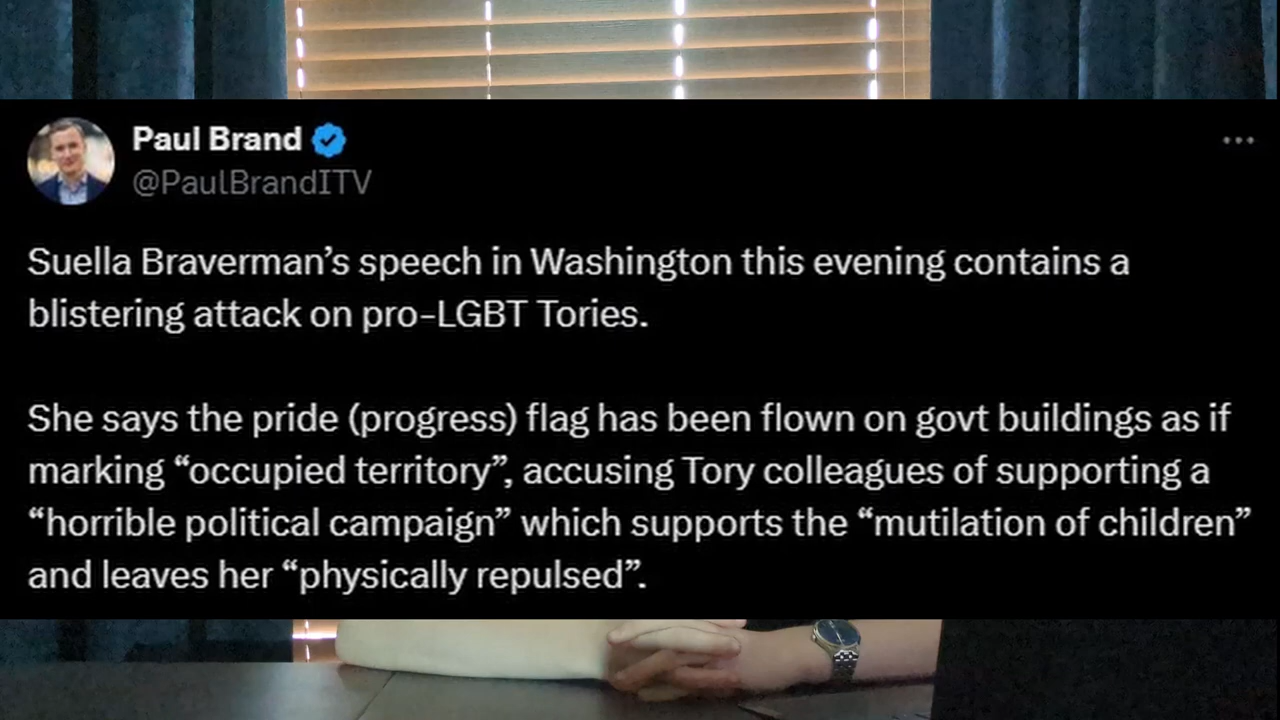 Paul Brand
@PaulBrandITV
Suella Braverman’s speech in Washington this evening contains a
blistering attack on pro-LGBT Tories.
She says the pride (progress) flag has been flown on govt buildings as if
marking “occupied territory”, accusing Tory colleagues of supporting a
“horrible political campaign” which supports the “mutilation of children”
and leaves her “physically repulsed”.